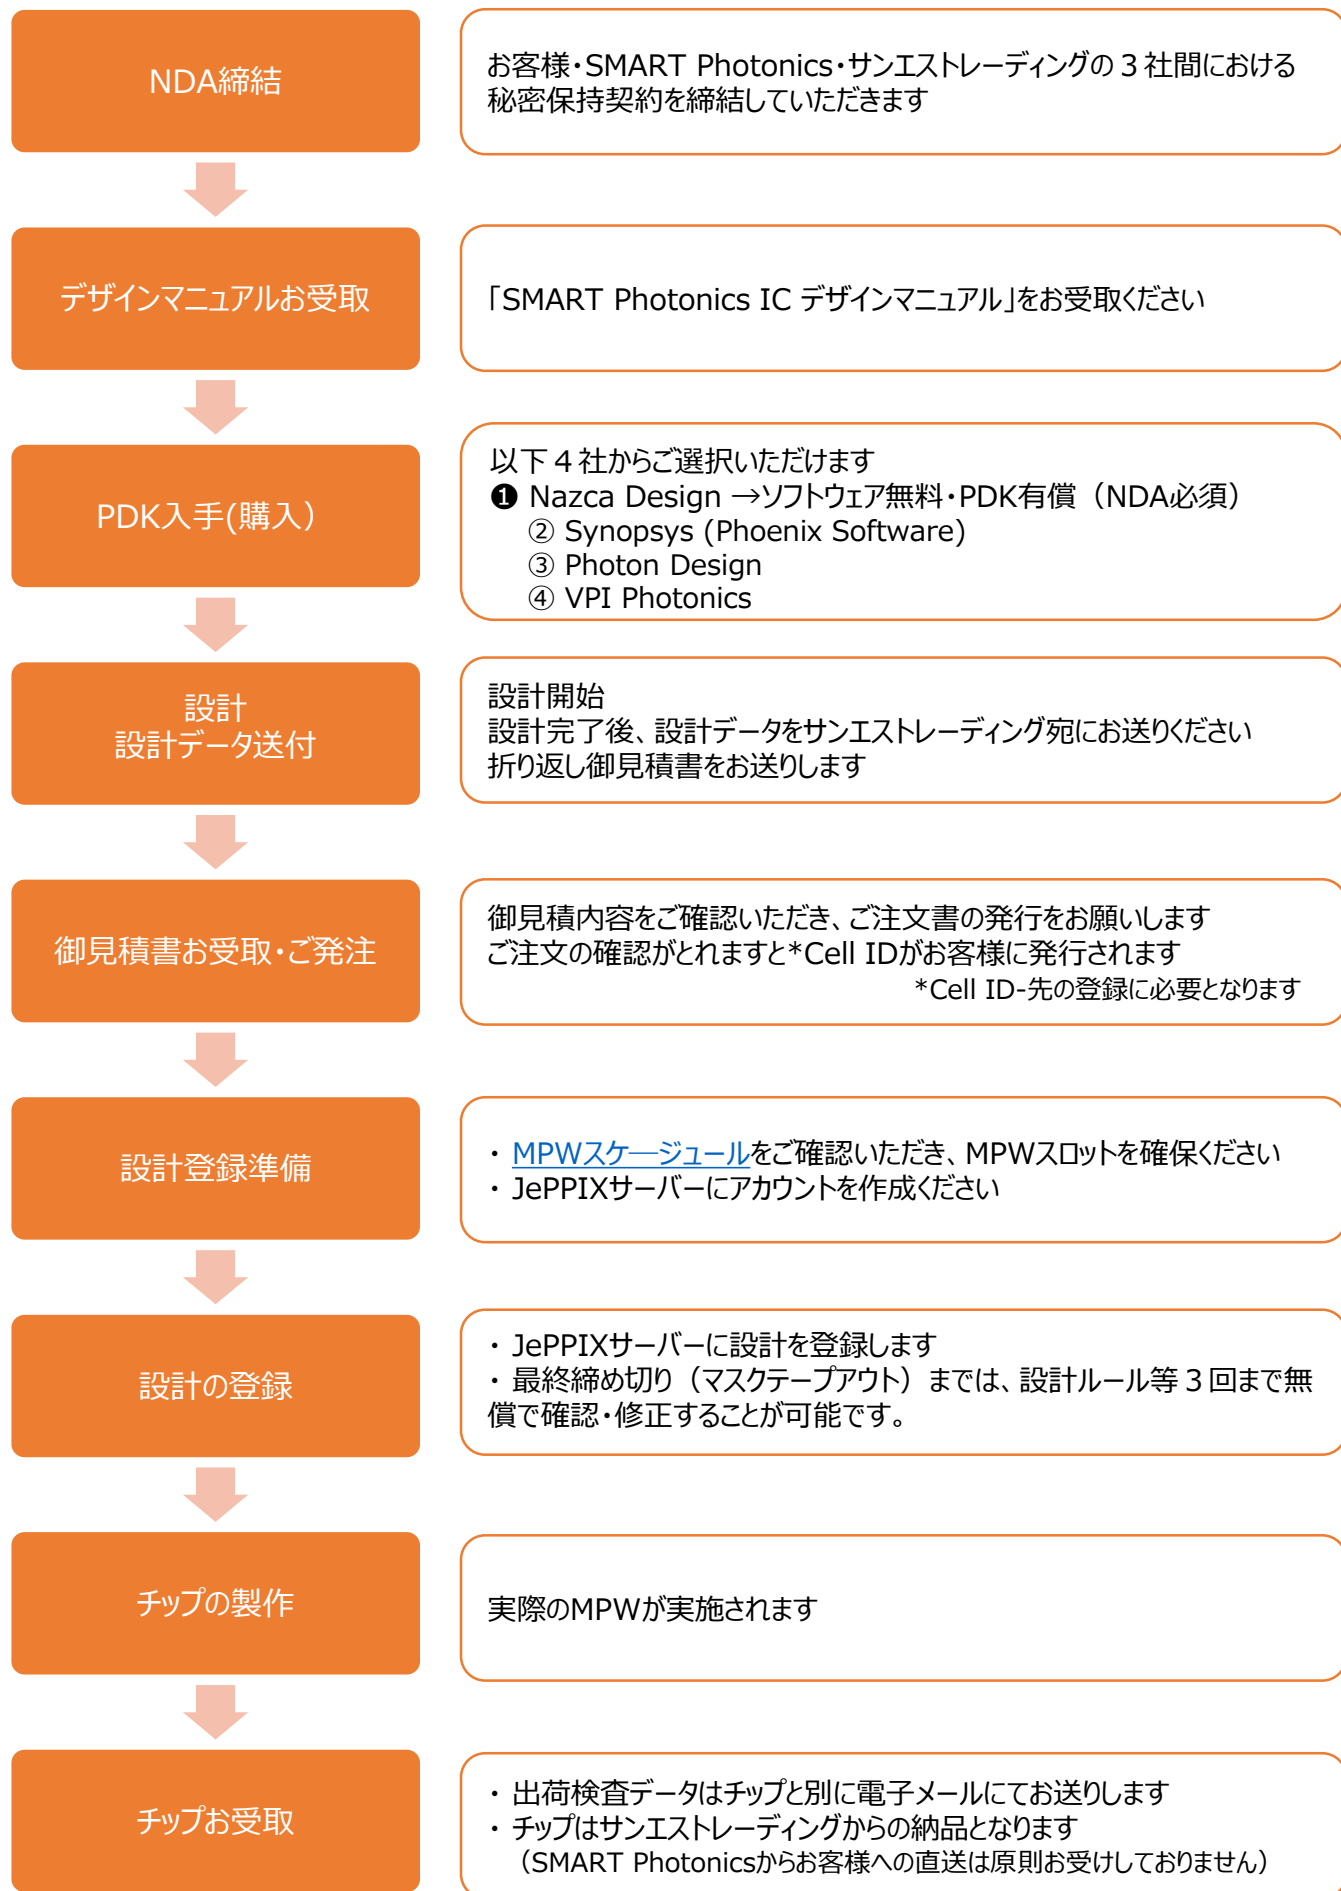 NDA締結
お客様・SMART Photonics・サンエストレーディングの３社間における
秘密保持契約を締結していただきます
デザインマニュアルお受取
「SMART Photonics IC デザインマニュアル」をお受取ください
PDK入手(購入）
以下４社からご選択いただけます
❶ Nazca Design →ソフトウェア無料・PDK有償（NDA必須）
② Synopsys (Phoenix Software)
③ Photon Design
④ VPI Photonics
設計
設計データ送付
設計開始
設計完了後、設計データをサンエストレーディング宛にお送りください
折り返し御見積書をお送りします
御見積書お受取・ご発注
御見積内容をご確認いただき、ご注文書の発行をお願いします
ご注文の確認がとれますと*Cell IDがお客様に発行されます
*Cell ID-先の登録に必要となります
設計登録準備
・ MPWスケ―ジュールをご確認いただき、MPWスロットを確保ください
・ JePPIXサーバーにアカウントを作成ください
設計の登録
・ JePPIXサーバーに設計を登録します
・ 最終締め切り（マスクテープアウト）までは、設計ルール等３回まで無
償で確認・修正することが可能です。
チップの製作
実際のMPWが実施されます
チップお受取
・ 出荷検査データはチップと別に電子メールにてお送りします
・ チップはサンエストレーディングからの納品となります
（SMART Photonicsからお客様への直送は原則お受けしておりません）